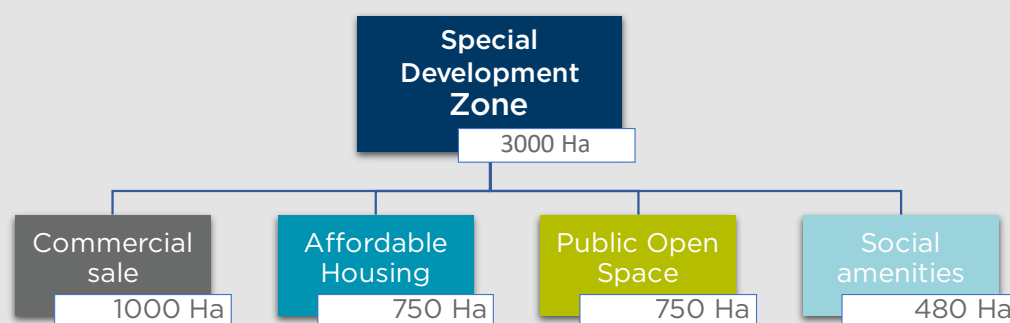 Special
Development
Zone
3000 Ha
Commercial
sale
1000 Ha
Affordable
Housing
750 Ha
Public Open
Space
750 Ha
Social
amenities
480 Ha